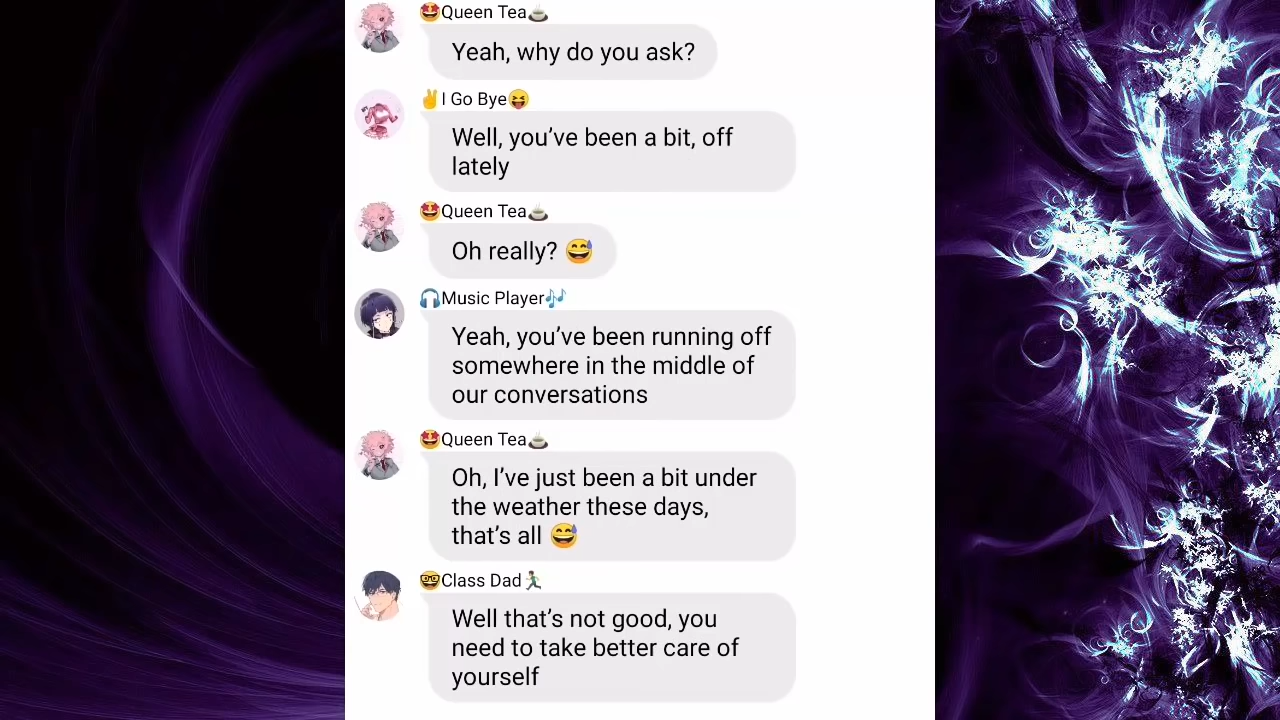 🤩Queen Tea☕
Yeah, why do you ask?
✌️I Go Bye😝
Well, you’ve been a bit, off
lately
🤩Queen Tea☕
Oh really? 😅
🎧Music Player🎶
Yeah, you’ve been running off
somewhere in the middle of
our conversations
🤩Queen Tea☕
Oh, I’ve just been a bit under
the weather these days,
that’s all 😅
🤓Class Dad🏃‍♂️
Well that’s not good, you
need to take better care of
yourself